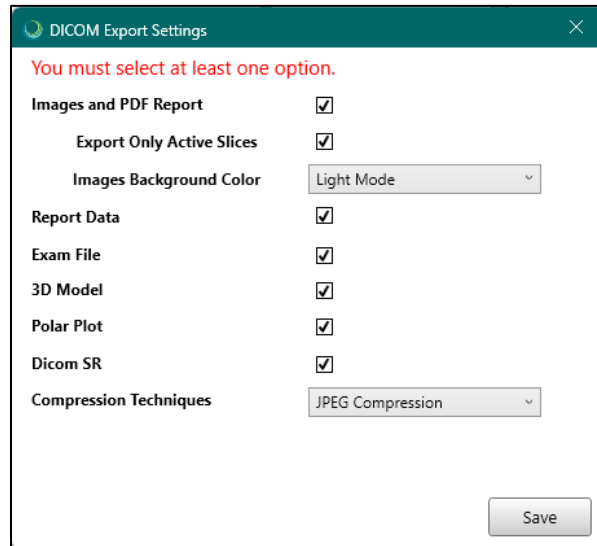 DICOM Export Settings
You must select at least one option.
Images and PDF Report
Export Only Active Slices
Images Background Color Light Mode
Report Data
Exam File
3D Model
Polar Plot
Dicom SR
Compression Techniques JPEG Compression
Save